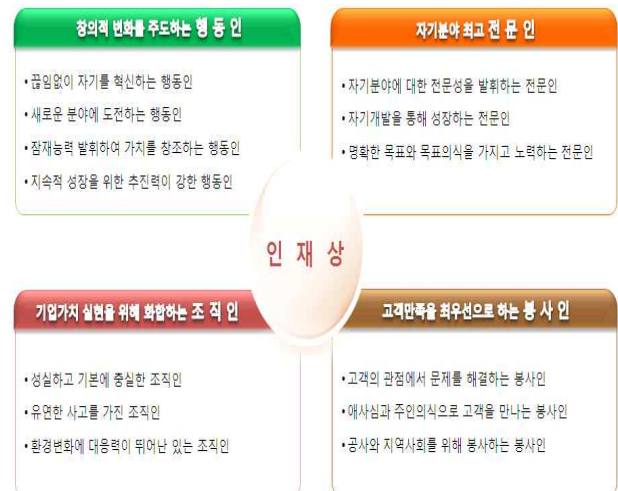 창의적 변화를 주도하는 행 동 인
• 끊임없이 자기를 혁신하는 행동인
• 새로운 분야에 도전하는 행동인
• 잠재능력 발휘하여 가치를 창조하는 행동인
• 지속적 성장을 위한 추진력이 강한 행동인
자기분야 최고 전 문 인
• 자기분야에 대한 전문성을 발휘하는 전문인
• 자기개발을 통해 성장하는 전문인
• 명확한 목표와 목표의식을 가지고 노력하는 전문인
인 재 상
기업가치 실현을 위해 화합하는 조 직 인
• 성실하고 기본에 충실한 조직인
• 유연한 사고를 가진 조직인
• 환경변화에 대응력이 뛰어난 있는 조직인
고객만족을 최우선으로 하는 봉 사 인
• 고객의 관점에서 문제를 해결하는 봉사인
• 애사심과 주인의식으로 고객을 만나는 봉사인
• 공사와 지역사회를 위해 봉사하는 봉사인